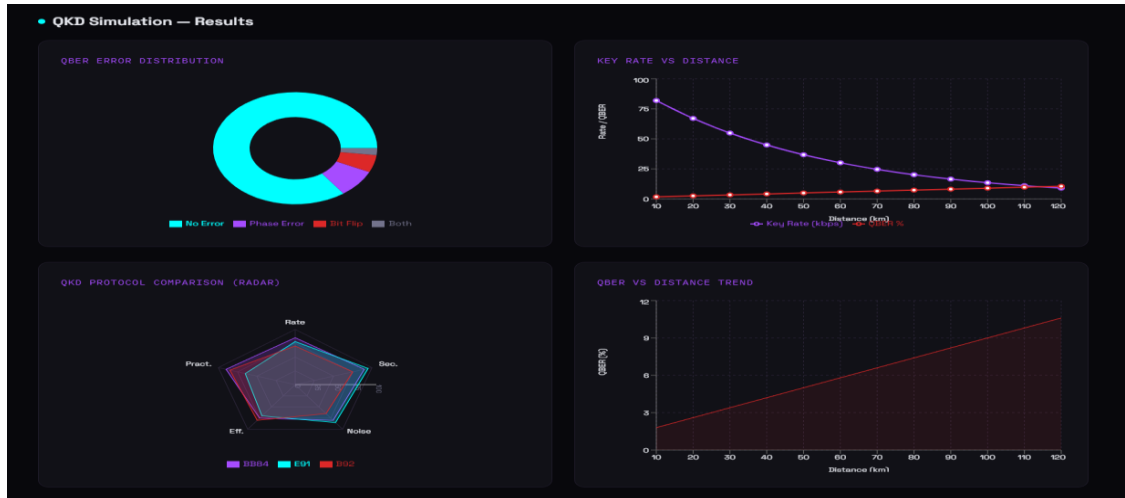 QKD Simulation — Results
QBER ERROR DISTRIBUTION
No Error Phase Error Bit Flip Both
KEY RATE VS DISTANCE
100
75
50
25
0
Rate / QBER
10 20 30 40 50 60 70 80 90 100 110 120
Distance (km)
Key Rate (kbps) QBER %
QKD PROTOCOL COMPARISON (RADAR)
Rate
Pract. Sec.
Eff. Noise
BB84 E91 B92
QBER VS DISTANCE TREND
12
9
6
3
0
QBER (%)
10 20 30 40 50 60 70 80 90 100 110 120
Distance (km)